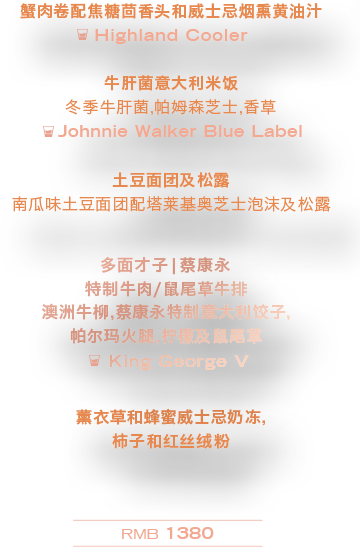 蟹肉卷配焦糖茴香头和威士忌烟熏黄油汁
Highland Cooler
牛肝菌意大利米饭
冬季牛肝菌,帕姆森芝士,香草
Johnnie Walker Blue Label
土豆面团及松露
南瓜味土豆面团配塔莱基奥芝士泡沫及松露
多面才子|蔡康永
特制牛肉/鼠尾草牛排
澳洲牛柳,蔡康永特制意大利饺子,
帕尔玛火腿,芹菜及鼠尾草
King George V
薰衣草和蜂蜜威士忌奶冻,
柿子和红丝绒粉
RMB 1380